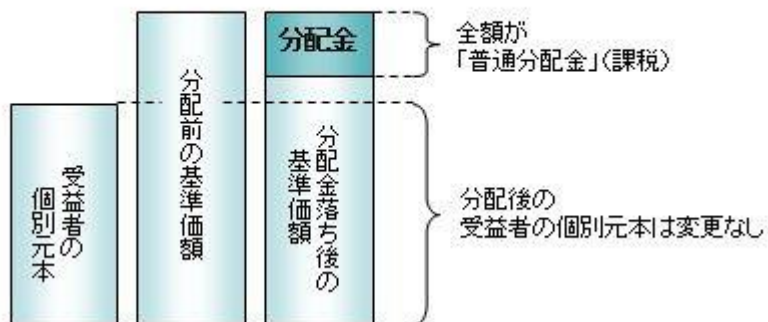 受益者の
個別元本
分配前の基準価額
分配金
分配金落ち後の
基準価額
全額が
「普通分配金」(課税)
分配後の
受益者の個別元本は変更なし